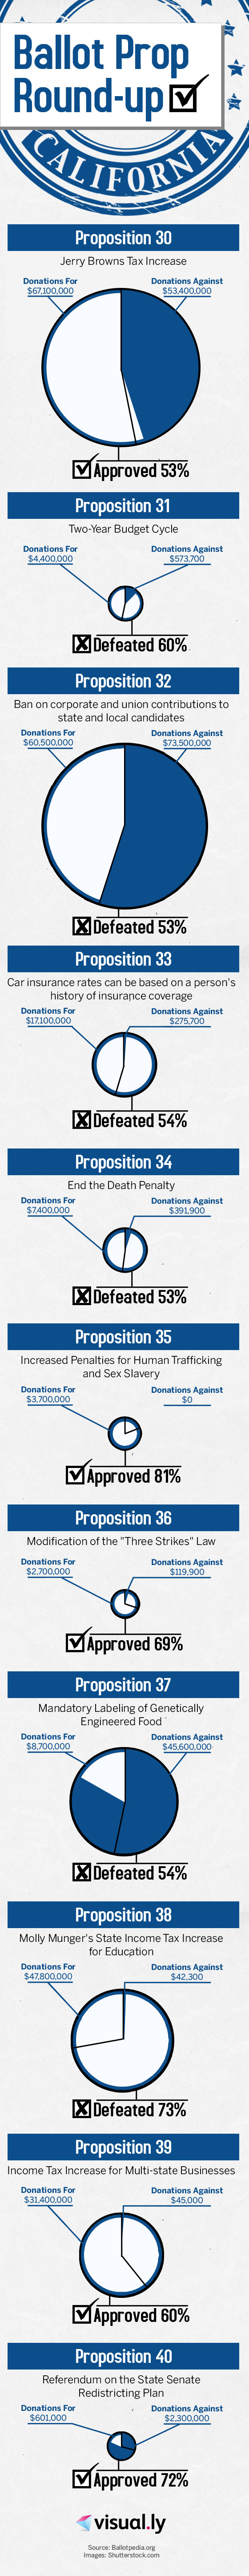 Ballot Prop
Round-up
CALIFORNIA
Proposition 30
Jerry Browns Tax Increase
Donations For
$67,100,000
Donations Against
$53,400,000
Approved 53%
Proposition 31
Two-Year Budget Cycle
Donations For
$4,400,000
Donations Against
$573,700
Defeated 60%
Proposition 32
Ban on corporate and union contributions to
state and local candidates
Donations For
$60,500,000
Donations Against
$73,500,000
Defeated 53%
Proposition 33
Car insurance rates can be based on a person's
history of insurance coverage
Donations For
$17,100,000
Donations Against
$275,700
Defeated 54%
Proposition 34
End the Death Penalty
Donations For
$7,400,000
Donations Against
$391,900
Defeated 53%
Proposition 35
Increased Penalties for Human Trafficking
and Sex Slavery
Donations For
$3,700,000
Donations Against
$0
Approved 81%
Proposition 36
Modification of the "Three Strikes" Law
Donations For
$2,700,000
Donations Against
$119,900
Approved 69%
Proposition 37
Mandatory Labeling of Genetically
Engineered Food
Donations For
$8,700,000
Donations Against
$45,600,000
Defeated 54%
Proposition 38
Molly Munger's State Income Tax Increase
for Education
Donations For
$47,800,000
Donations Against
$42,300
Defeated 73%
Proposition 39
Income Tax Increase for Multi-state Businesses
Donations For
$31,400,000
Donations Against
$45,000
Approved 60%
Proposition 40
Referendum on the State Senate
Redistricting Plan
Donations For
$601,000
Donations Against
$2,300,000
Approved 72%
visual.ly
Source: Ballotpedia.org
Images: Shutterstock.com